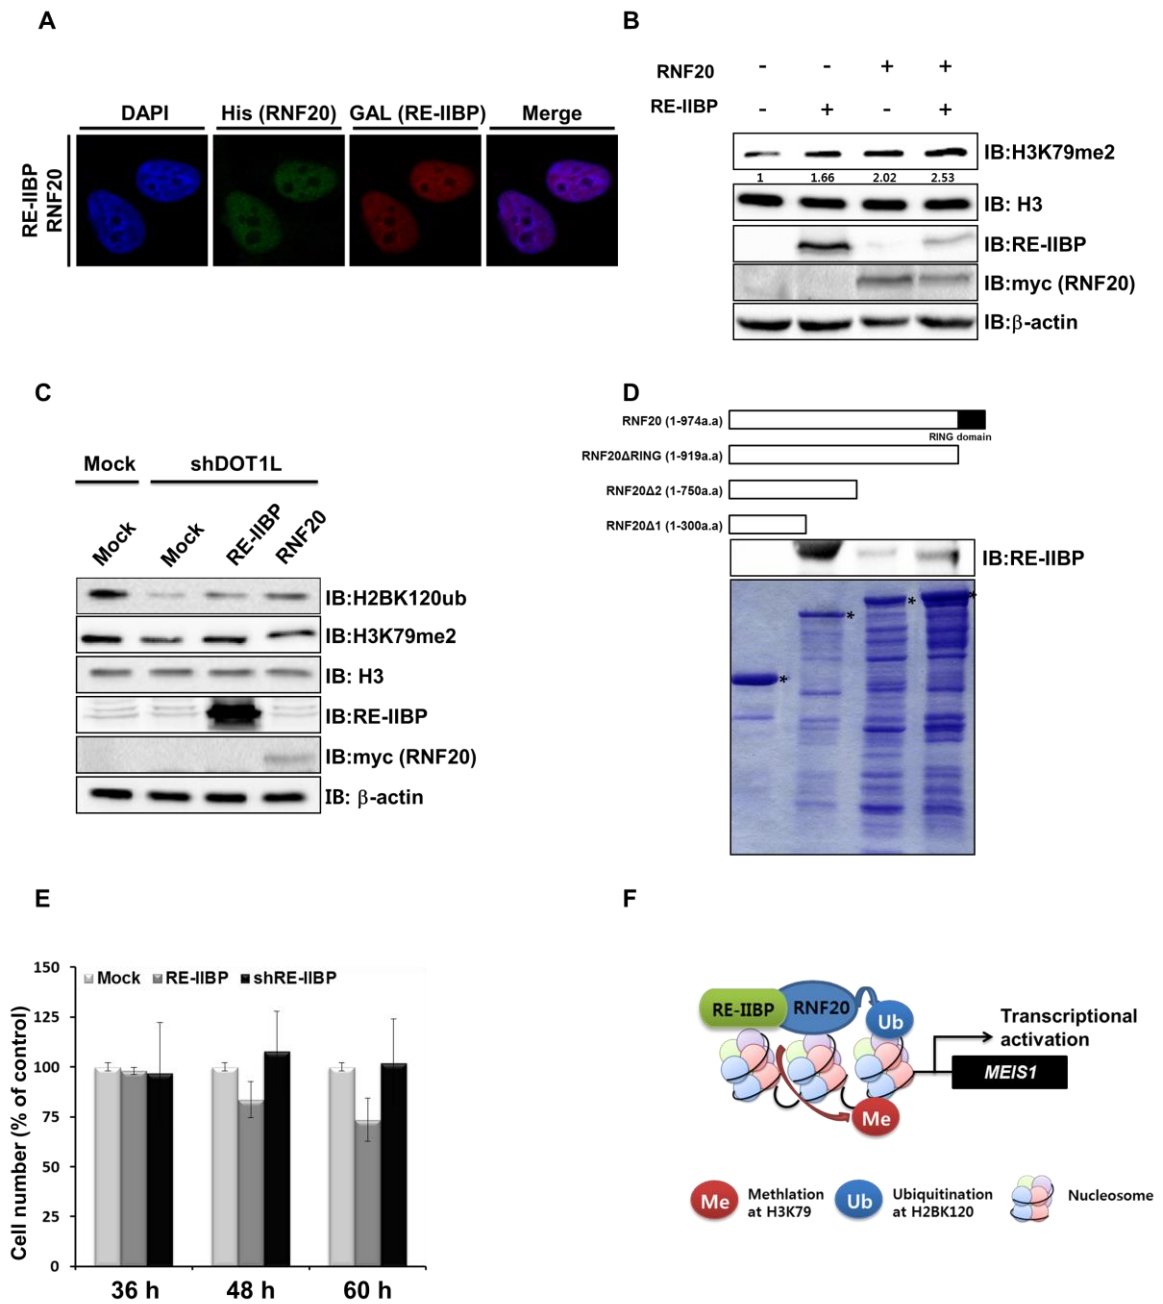 A
DAPI His (RNF20) GAL (RE-IIBP) Merge
RE-IIBP
RNF20
B
RNF20 - - + +
RE-IIBP - + - +
IB:H3K79me2
1 1.66 2.02 2.53
IB: H3
IB:RE-IIBP
IB:myc (RNF20)
IB:β-actin
C
Mock shDOT1L
Mock Mock RE-IIBP RNF20
IB:H2BK120ub
IB:H3K79me2
IB: H3
IB:RE-IIBP
IB:myc (RNF20)
IB: β-actin
D
RNF20 (1-974a.a)
RING domain
RNF20ΔRING (1-919a.a)
RNF20Δ2 (1-750a.a)
RNF20Δ1 (1-300a.a)
IB:RE-IIBP
* * * *
E
Cell number (% of control)
150
125
100
75
50
25
0
Mock RE-IIBP shRE-IIBP
36 h 48 h 60 h
F
RE-IIBP RNF20 Ub
Transcriptional
activation
MEIS1
Me
Me Methlation
at H3K79
Ub Ubiquitination
at H2BK120
Nucleosome